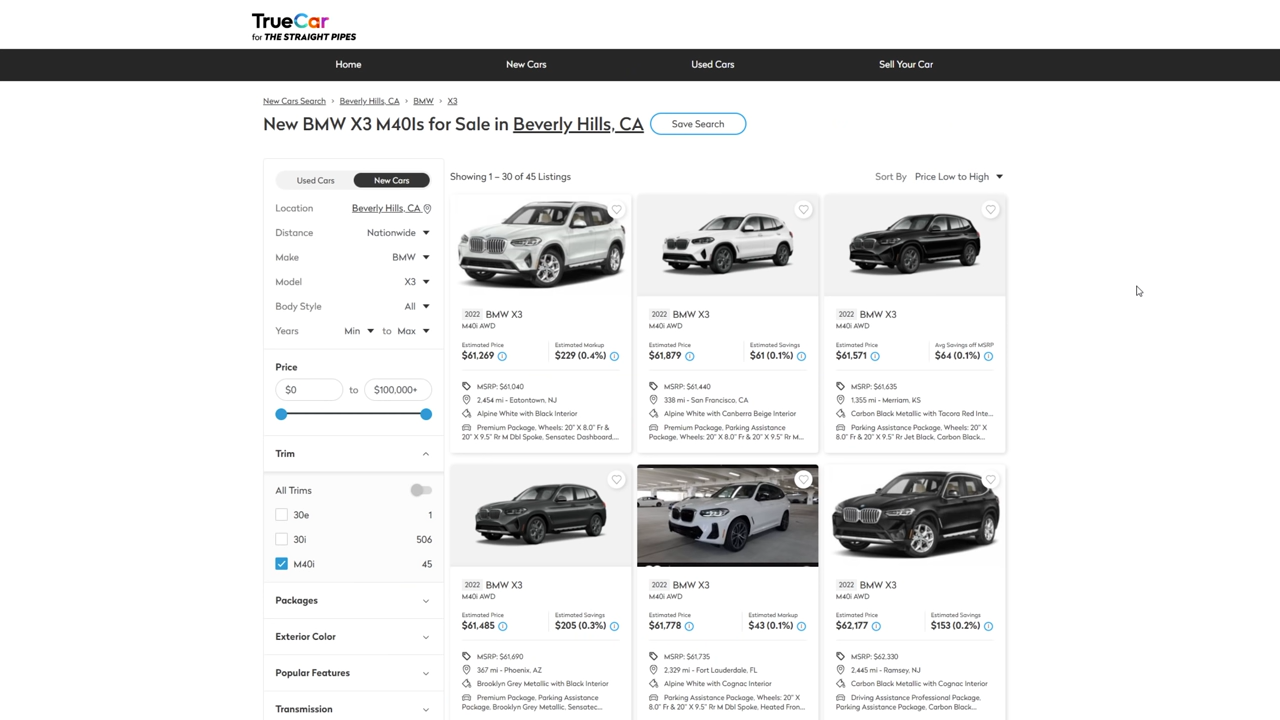 TrueCar
for THE STRAIGHT PIPES
Home
New Cars
Used Cars
Sell Your Car
New Cars Search › Beverly Hills, CA › BMW › X3
New BMW X3 M40Is for Sale in Beverly Hills, CA
Save Search
Used Cars
New Cars
Location
Beverly Hills, CA
Distance
Nationwide
Make
BMW
Model
X3
Body Style
All
Years
Min to Max
Price
$0 to $100,000+
Trim
All Trims
30e 1
30i 506
M40i 45
Packages
Exterior Color
Popular Features
Transmission
Showing 1 – 30 of 45 Listings
Sort By Price Low to High
2022 BMW X3
M40i AWD
Estimated Price
$61,269
Estimated Markup
$229 (0.4%)
MSRP: $61,040
2,454 mi - Eatontown, NJ
Alpine White with Black Interior
Premium Package, Wheels: 20" X 8.0" Fr &
20" X 9.5" Rr M Dbl Spoke, Sensatec Dashboard,...
2022 BMW X3
M40i AWD
Estimated Price
$61,879
Estimated Savings
$61 (0.1%)
MSRP: $61,440
338 mi - San Francisco, CA
Alpine White with Canberra Beige Interior
Premium Package, Parking Assistance
Package, Wheels: 20" X 8.0" Fr & 20" X 9.5" Rr M...
2022 BMW X3
M40i AWD
Estimated Price
$61,571
Avg Savings off MSRP
$64 (0.1%)
MSRP: $61,635
1,355 mi - Merriam, KS
Carbon Black Metallic with Tacora Red Inte...
Parking Assistance Package, Wheels: 20" X
8.0" Fr & 20" X 9.5" Rr Jet Black, Carbon Black...
2022 BMW X3
M40i AWD
Estimated Price
$61,485
Estimated Savings
$205 (0.3%)
MSRP: $61,690
367 mi - Phoenix, AZ
Brooklyn Grey Metallic with Black Interior
Premium Package, Parking Assistance
Package, Brooklyn Grey Metallic, Sensatec...
2022 BMW X3
M40i AWD
Estimated Price
$61,778
Estimated Markup
$43 (0.1%)
MSRP: $61,735
2,329 mi - Fort Lauderdale, FL
Alpine White with Cognac Interior
Parking Assistance Package, Wheels: 20" X
8.0" Fr & 20" X 9.5" Rr M Dbl Spoke, Heated Fron...
2022 BMW X3
M40i AWD
Estimated Price
$62,177
Estimated Savings
$153 (0.2%)
MSRP: $62,330
2,445 mi - Ramsey, NJ
Carbon Black Metallic with Cognac Interior
Driving Assistance Professional Package,
Parking Assistance Package, Carbon Black...